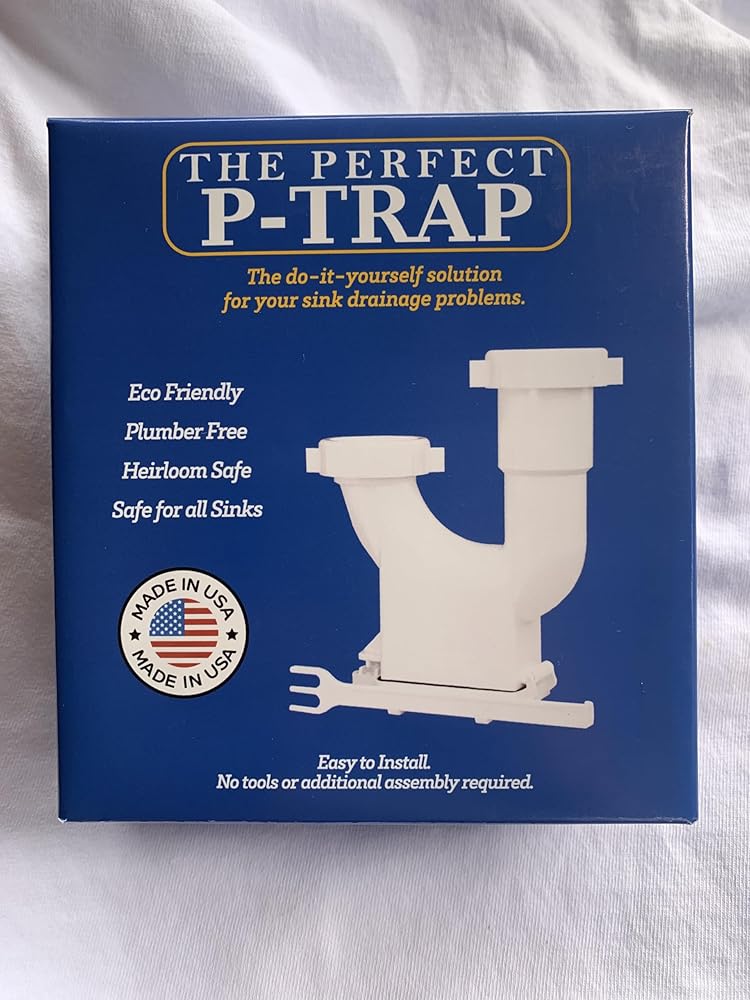 THE PERFECT
P-TRAP
The do-it-yourself solution
for your sink drainage problems.
Eco Friendly
Plumber Free
Heirloom Safe
Safe for all Sinks
MADE IN USA
MADE IN USA
Easy to Install.
No tools or additional assembly required.